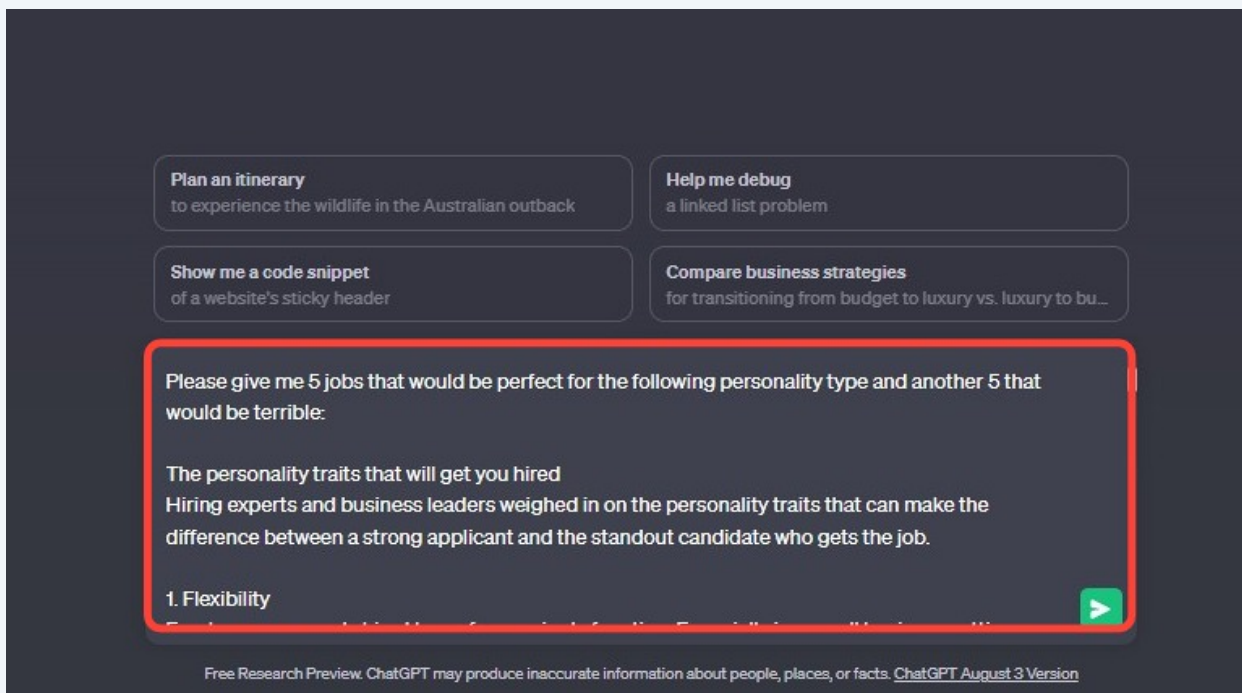 Plan an itinerary
to experience the wildlife in the Australian outback
Help me debug
a linked list problem
Show me a code snippet
of a website's sticky header
Compare business strategies
for transitioning from budget to luxury vs. luxury to bu...
Please give me 5 jobs that would be perfect for the following personality type and another 5 that
would be terrible:
The personality traits that will get you hired
Hiring experts and business leaders weighed in on the personality traits that can make the
difference between a strong applicant and the standout candidate who gets the job.
1. Flexibility
Free Research Preview. ChatGPT may produce inaccurate information about people, places, or facts. ChatGPT August 3 Version